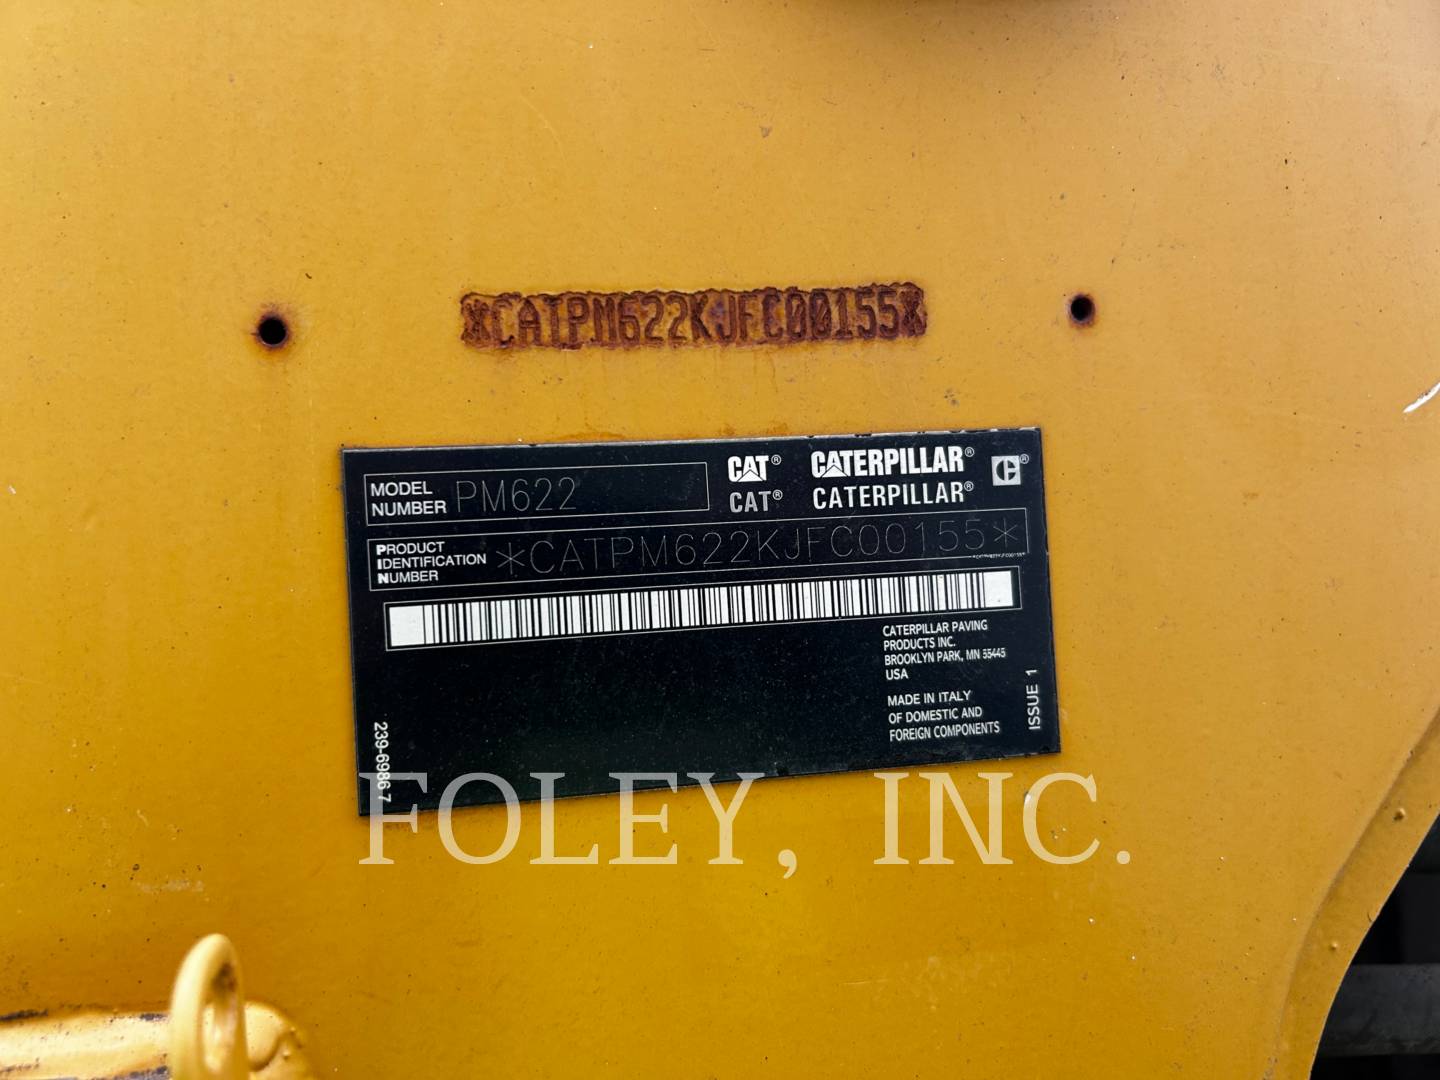 *CATPM622KJFC00155*
MODEL NUMBER PM622
CAT® CATERPILLAR® C®
CAT® CATERPILLAR®
PRODUCT IDENTIFICATION NUMBER *CATPM622KJFC00155*
*CATPM622KJFC00155*
CATERPILLAR PAVING
PRODUCTS INC.
BROOKLYN PARK, MN 55445
USA
MADE IN ITALY
OF DOMESTIC AND
FOREIGN COMPONENTS
ISSUE 1
239-6986 7
FOLEY, INC.